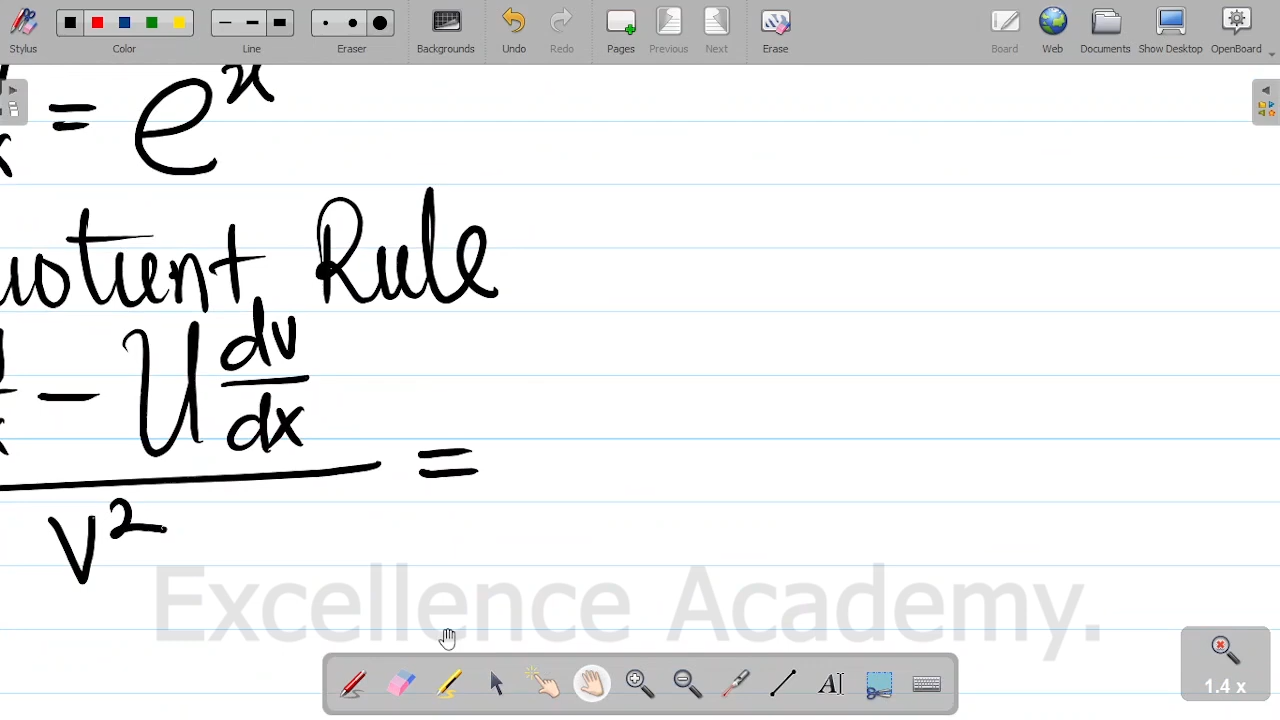 Stylus Color Line Eraser Backgrounds Undo Redo Pages Previous Next Erase Board Web Documents Show Desktop OpenBoard
= e^x
Quotient Rule
- U dv/dx
=
v²
Excellence Academy.
1.4 x